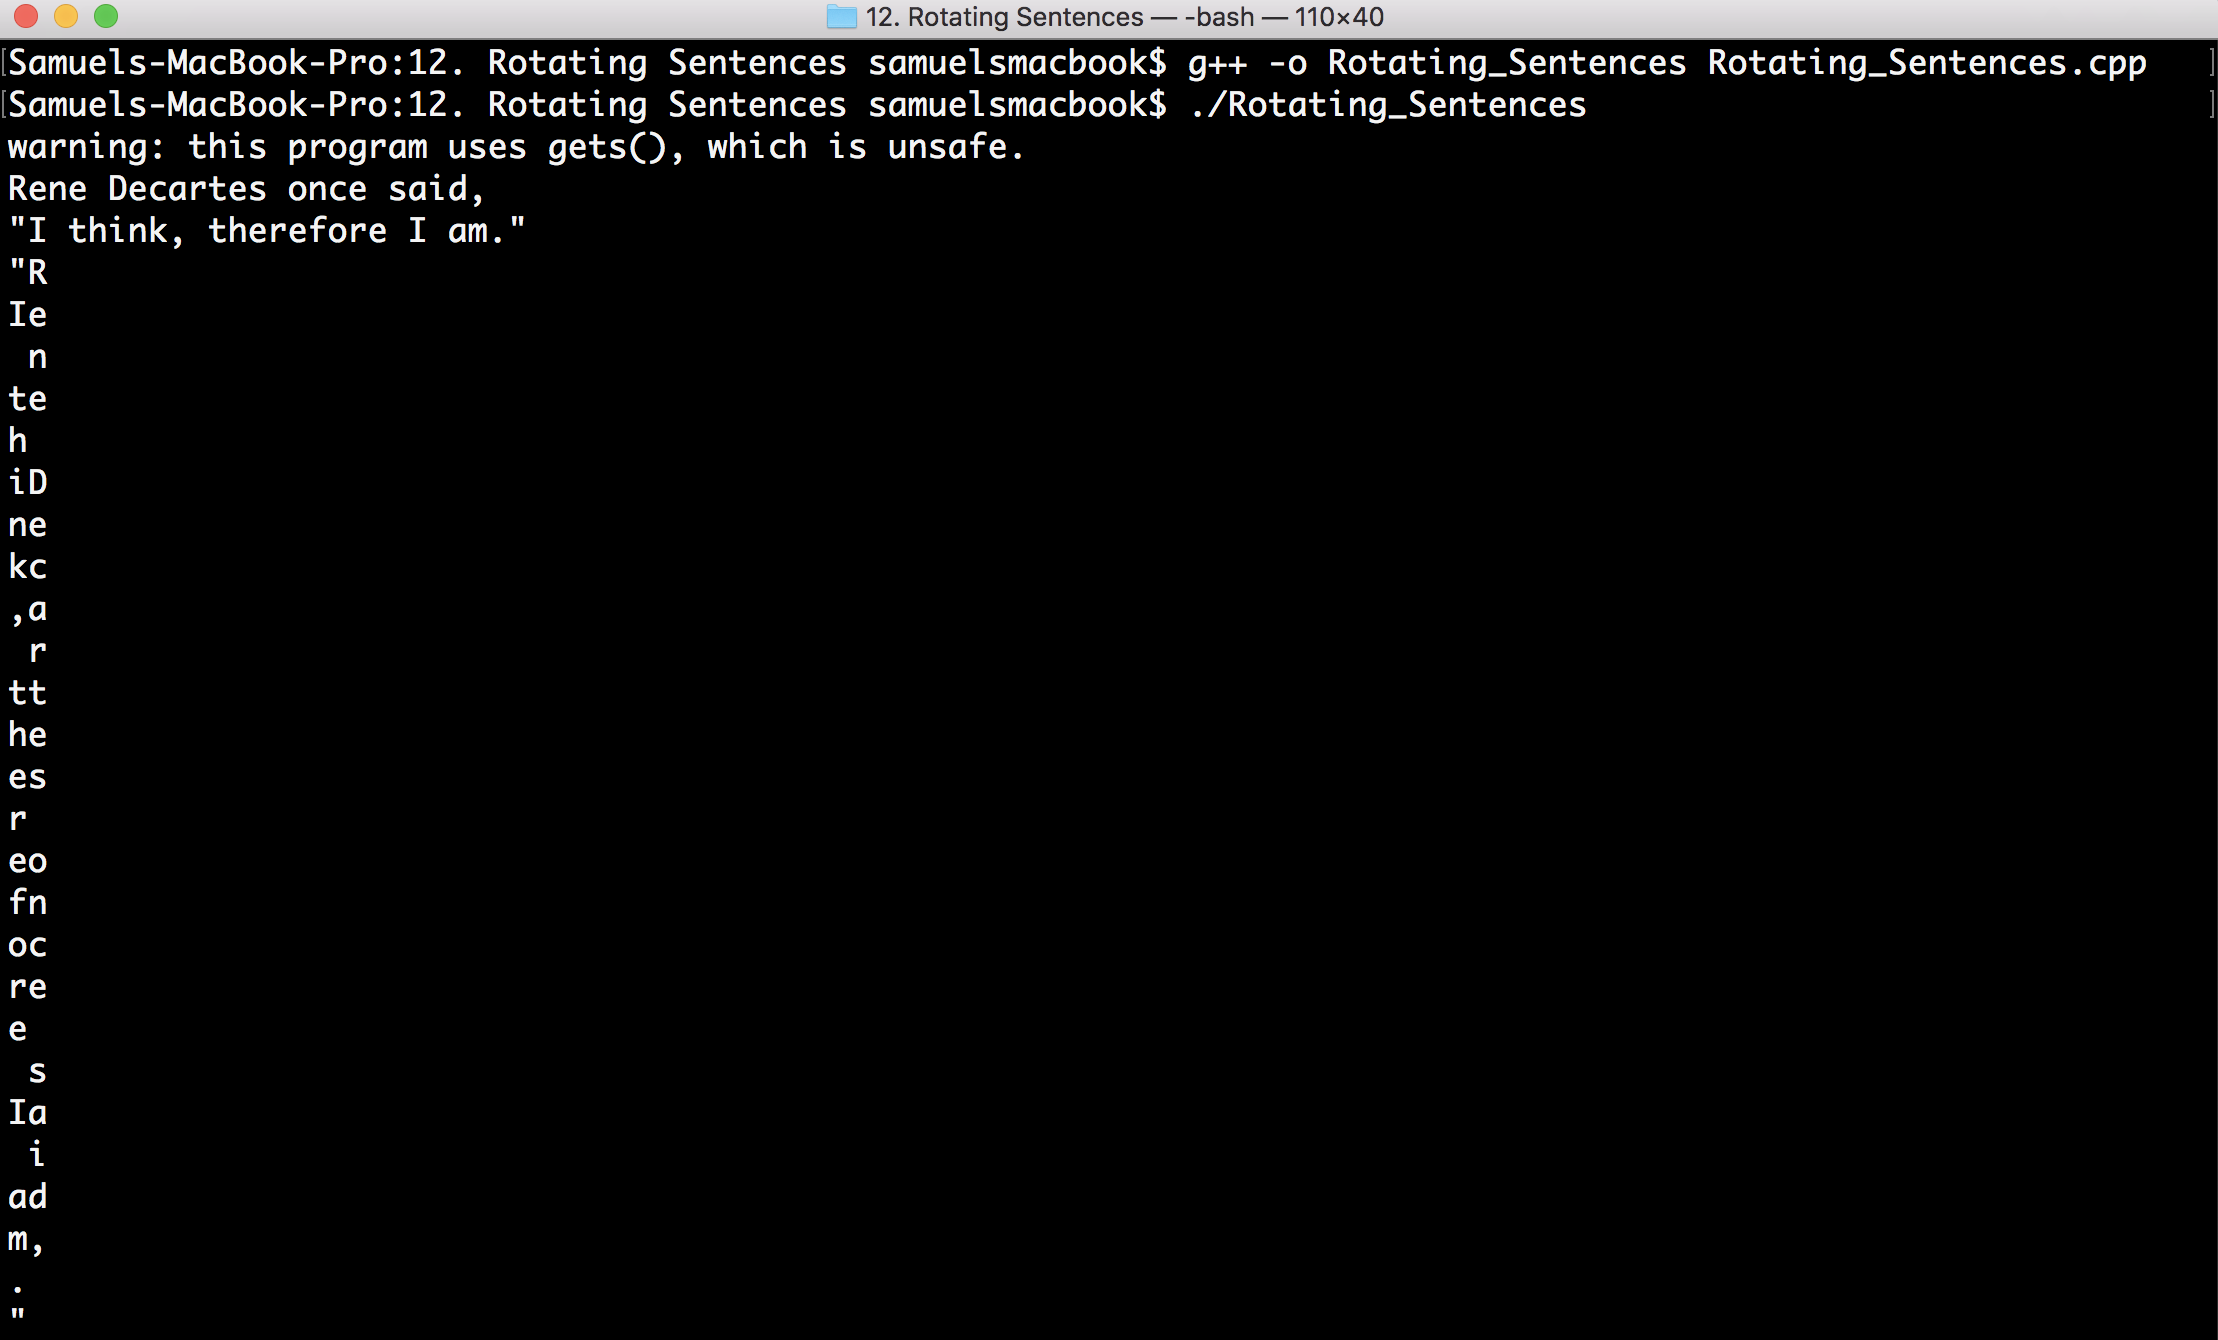 12. Rotating Sentences — -bash — 110×40
[Samuels-MacBook-Pro:12. Rotating Sentences samuelsmacbook$ g++ -o Rotating_Sentences Rotating_Sentences.cpp ]
[Samuels-MacBook-Pro:12. Rotating Sentences samuelsmacbook$ ./Rotating_Sentences ]
warning: this program uses gets(), which is unsafe.
Rene Decartes once said,
"I think, therefore I am."
"R
Ie
 n
te
h
iD
ne
kc
,a
 r
tt
he
es
r
eo
fn
oc
re
e
 s
Ia
 i
ad
m,
.
"